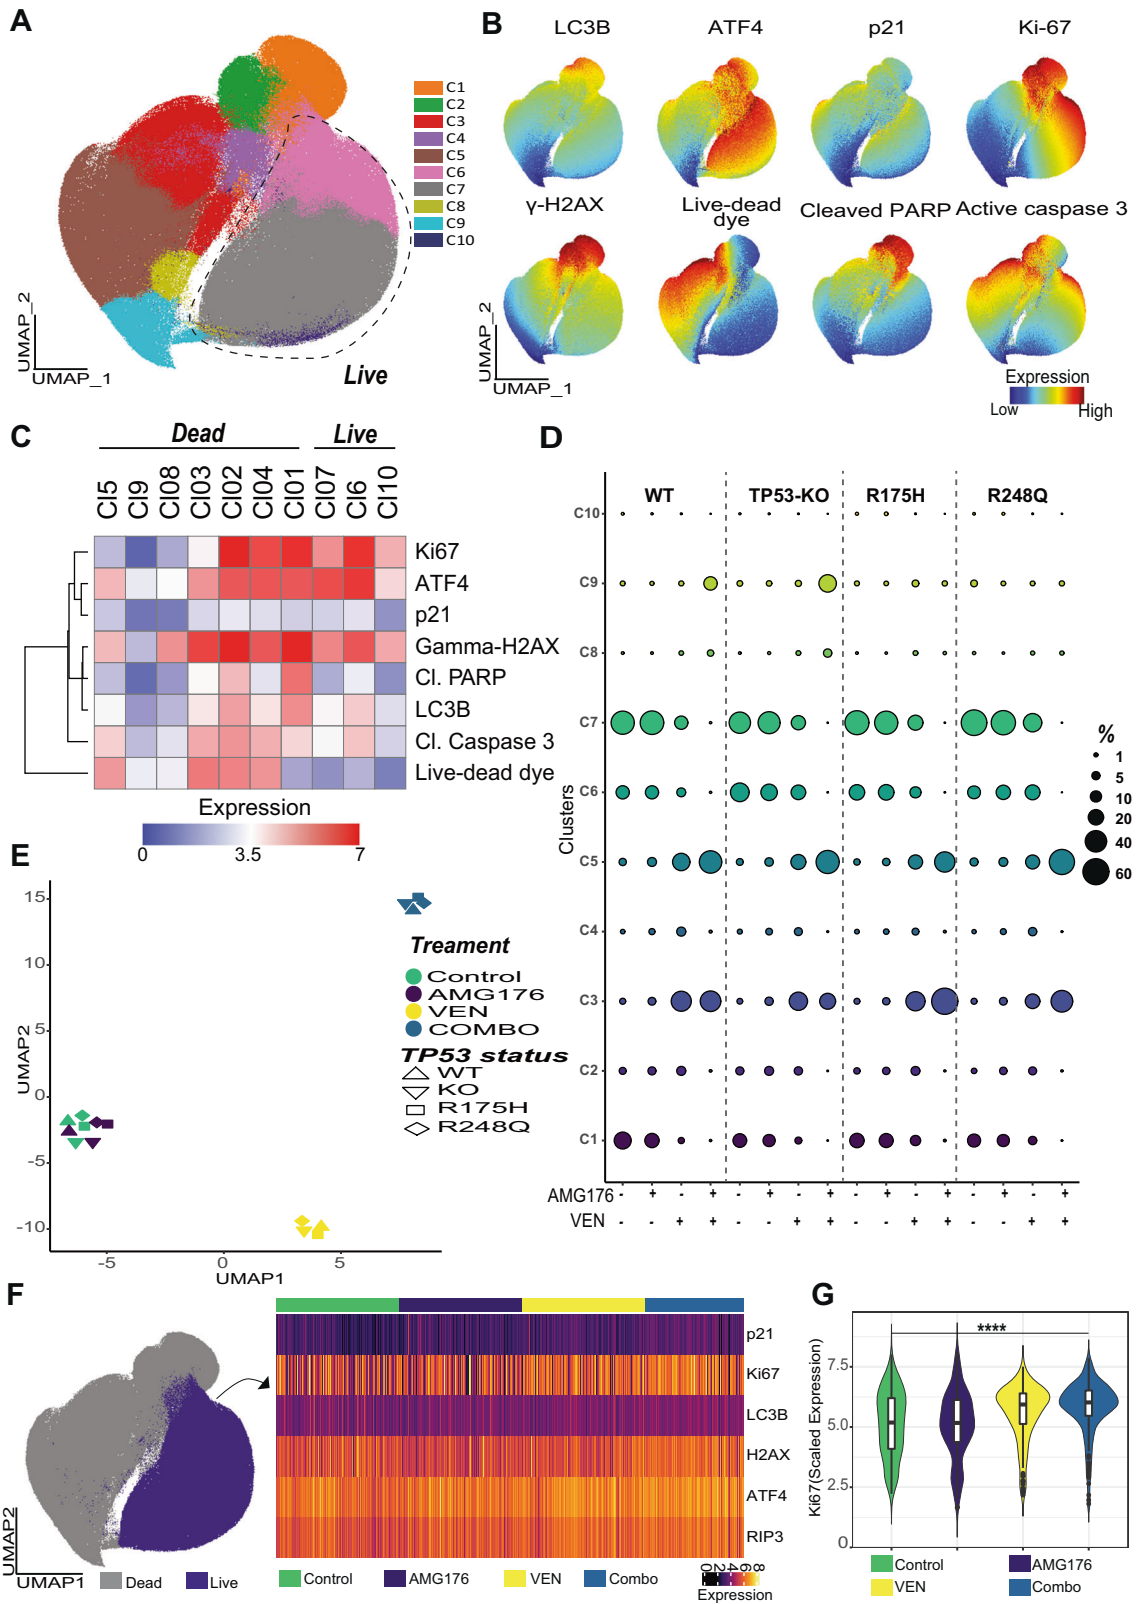 A
C1
C2
C3
C4
C5
C6
C7
C8
C9
C10
UMAP_2
UMAP_1
Live
B
LC3B ATF4 p21 Ki-67
γ-H2AX Live-dead dye Cleaved PARP Active caspase 3
UMAP_2
UMAP_1
Expression
Low High
C
Dead Live
Cl5 Cl9 Cl08 Cl03 Cl02 Cl04 Cl01 Cl07 Cl6 Cl10
Ki67
ATF4
p21
Gamma-H2AX
Cl. PARP
LC3B
Cl. Caspase 3
Live-dead dye
Expression
0 3.5 7
D
WT TP53-KO R175H R248Q
C10
C9
C8
C7
C6
C5
C4
C3
C2
C1
Clusters
%
1
5
10
20
40
60
AMG176 - + - + - + - + - + - + - + - +
VEN - - + + - - + + - - + + - - + +
E
15
10
5
0
-5
-10
UMAP2
-5 0 5
UMAP1
Treament
Control
AMG176
VEN
COMBO
TP53 status
WT
KO
R175H
R248Q
F
UMAP2
UMAP1
Dead Live
p21
Ki67
LC3B
H2AX
ATF4
RIP3
Control AMG176 VEN Combo
0 2 4 6 8
Expression
G
****
7.5
5.0
2.5
0
Ki67(Scaled Expression)
Control AMG176
VEN Combo